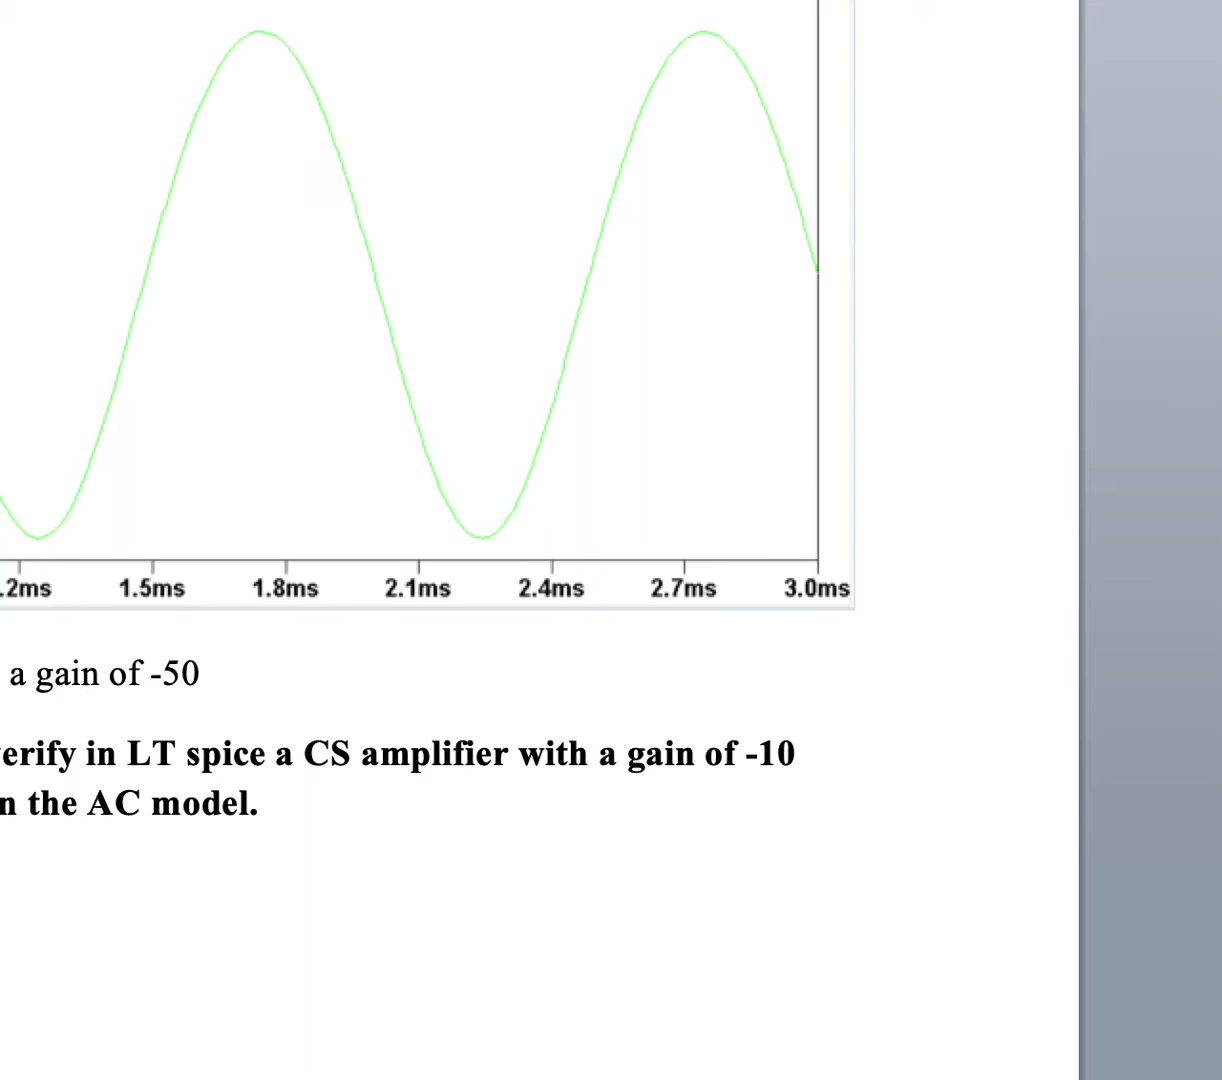 .2ms 1.5ms 1.8ms 2.1ms 2.4ms 2.7ms 3.0ms
a gain of -50
erify in LT spice a CS amplifier with a gain of -10
n the AC model.